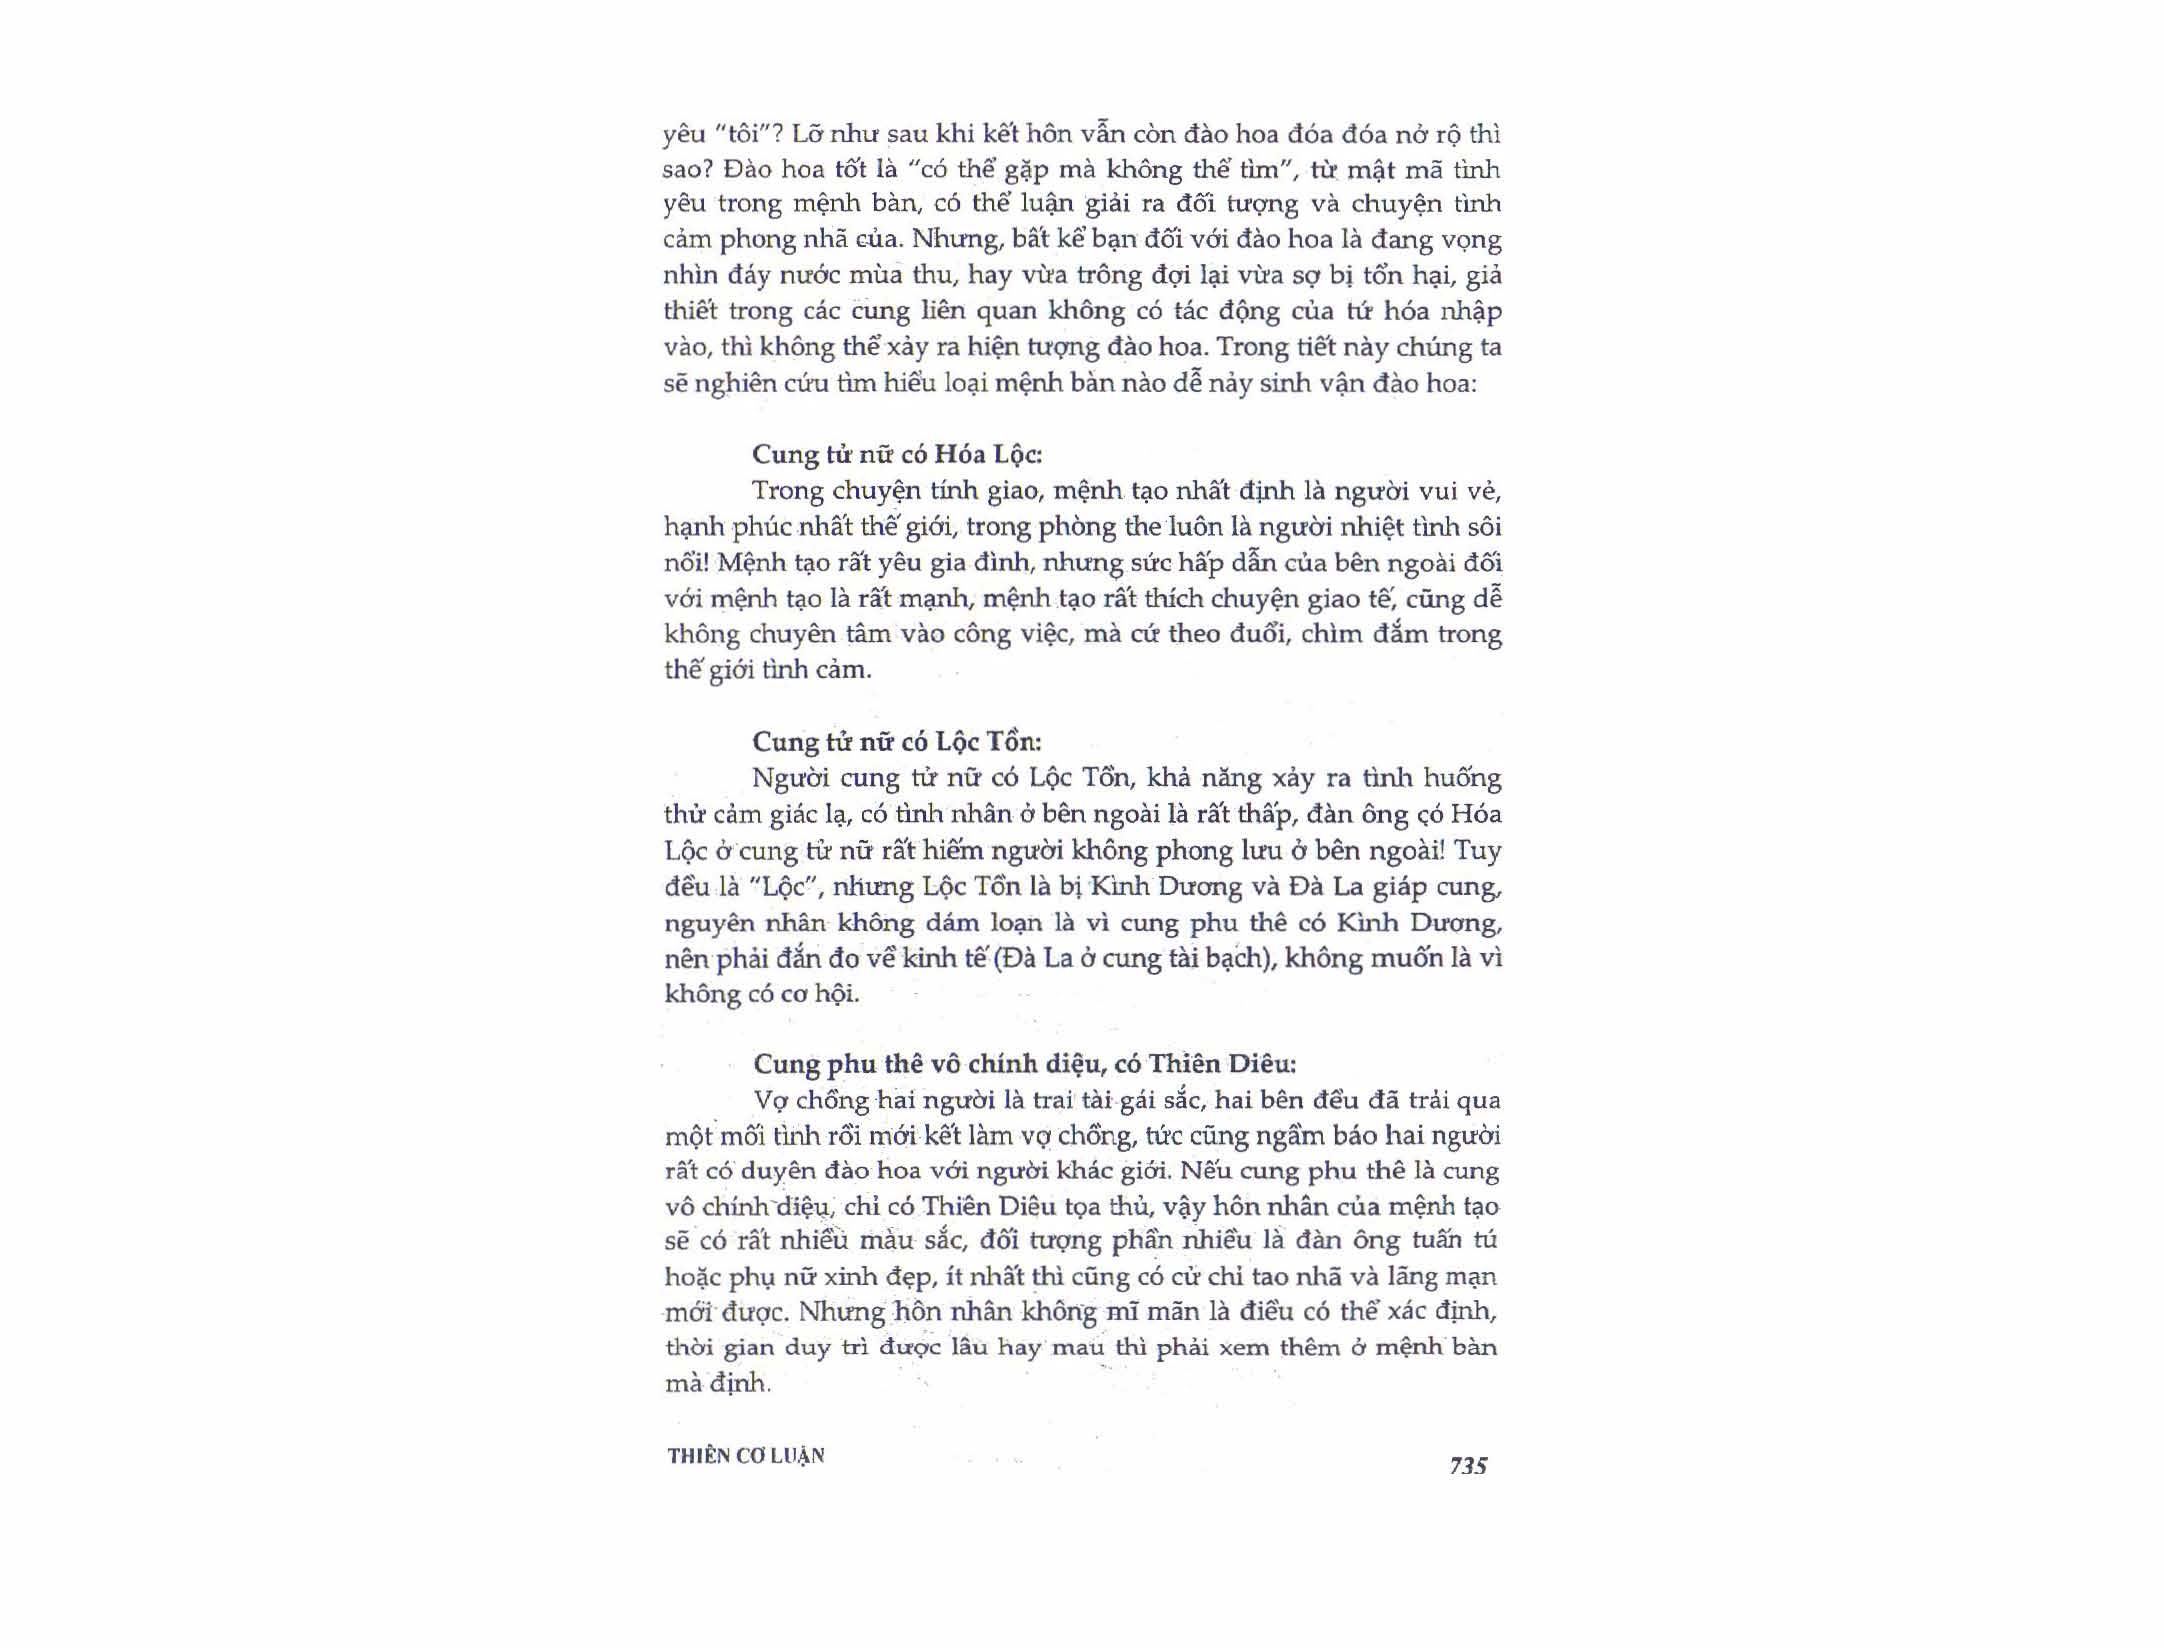 yêu "tôi"? Lỡ như sau khi kết hôn vẫn còn đào hoa đóa đóa nở rộ thì
sao? Đào hoa tốt là "có thể gặp mà không thể tìm", từ mật mã tình
yêu trong mệnh bàn, có thể luận giải ra đối tượng và chuyện tình
cảm phong nhã của. Nhưng, bất kể bạn đối với đào hoa là đang vọng
nhìn đáy nước mùa thu, hay vừa trông đợi lại vừa sợ bị tổn hại, giả
thiết trong các cung liên quan không có tác động của tứ hóa nhập
vào, thì không thể xảy ra hiện tượng đào hoa. Trong tiết này chúng ta
sẽ nghiên cứu tìm hiểu loại mệnh bàn nào dễ nảy sinh vận đào hoa:
Cung tử nữ có Hóa Lộc:
Trong chuyện tính giao, mệnh tạo nhất định là người vui vẻ,
hạnh phúc nhất thế giới, trong phòng the luôn là người nhiệt tình sôi
nổi! Mệnh tạo rất yêu gia đình, nhưng sức hấp dẫn của bên ngoài đối
với mệnh tạo là rất mạnh, mệnh tạo rất thích chuyện giao tế, cũng dễ
không chuyên tâm vào công việc, mà cứ theo đuổi, chìm đắm trong
thế giới tình cảm.
Cung tử nữ có Lộc Tồn:
Người cung tử nữ có Lộc Tồn, khả năng xảy ra tình huống
thử cảm giác lạ, có tình nhân ở bên ngoài là rất thấp, đàn ông có Hóa
Lộc ở cung tử nữ rất hiếm người không phong lưu ở bên ngoài! Tuy
đều là "Lộc", nhưng Lộc Tồn là bị Kình Dương và Đà La giáp cung,
nguyên nhân không dám loạn là vì cung phu thê có Kình Dương,
nên phải đắn đo về kinh tế (Đà La ở cung tài bạch), không muốn là vì
không có cơ hội.
Cung phu thê vô chính diệu, có Thiên Diêu:
Vợ chồng hai người là trai tài gái sắc, hai bên đều đã trải qua
một mối tình rồi mới kết làm vợ chồng, tức cũng ngầm báo hai người
rất có duyên đào hoa với người khác giới. Nếu cung phu thê là cung
vô chính diệu, chỉ có Thiên Diêu tọa thủ, vậy hôn nhân của mệnh tạo
sẽ có rất nhiều màu sắc, đối tượng phần nhiều là đàn ông tuấn tú
hoặc phụ nữ xinh đẹp, ít nhất thì cũng có cử chỉ tao nhã và lãng mạn
mới được. Nhưng hôn nhân không mĩ mãn là điều có thể xác định,
thời gian duy trì được lâu hay mau thì phải xem thêm ở mệnh bàn
mà định.
THIÊN CƠ LUẬN
735